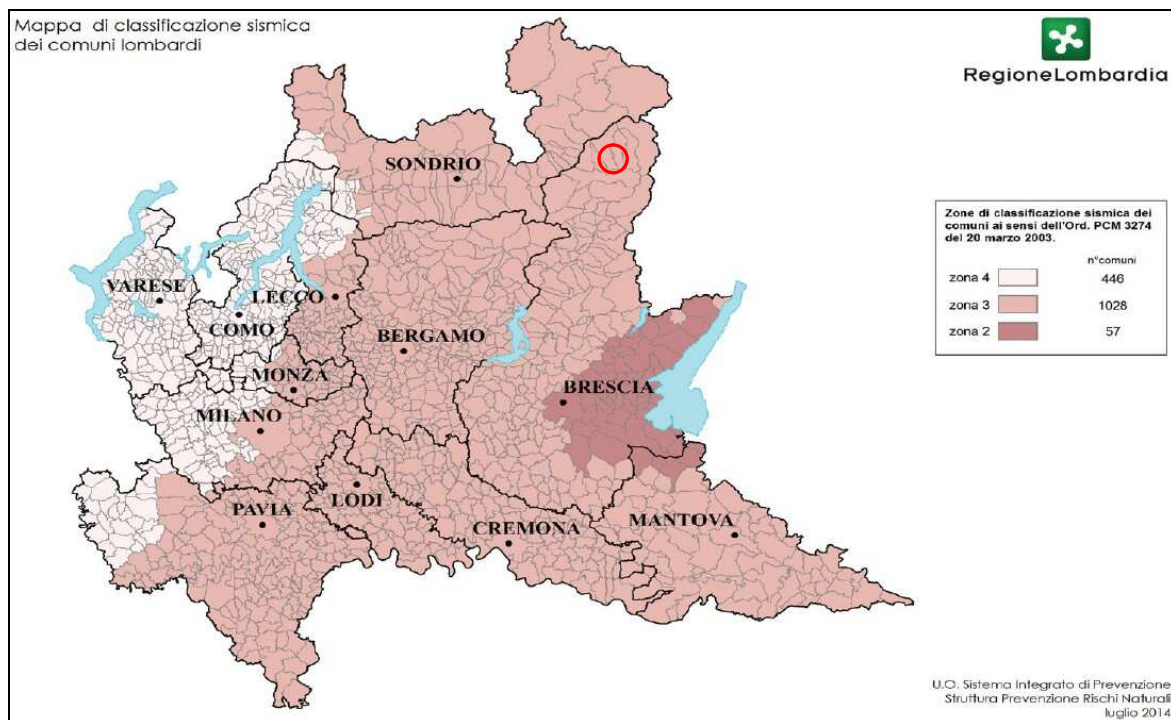 Mappa di classificazione sismica
dei comuni lombardi
RegioneLombardia
SONDRIO
VARESE
LECCO
COMO
BERGAMO
MONZA
BRESCIA
MILANO
LODI
PAVIA
CREMONA
MANTOVA
Zone di classificazione sismica dei
comuni ai sensi dell'Ord. PCM 3274
del 20 marzo 2003.
n°comuni
zona 4 446
zona 3 1028
zona 2 57
U.O. Sistema Integrato di Prevenzione
Struttura Prevenzione Rischi Naturali
luglio 2014